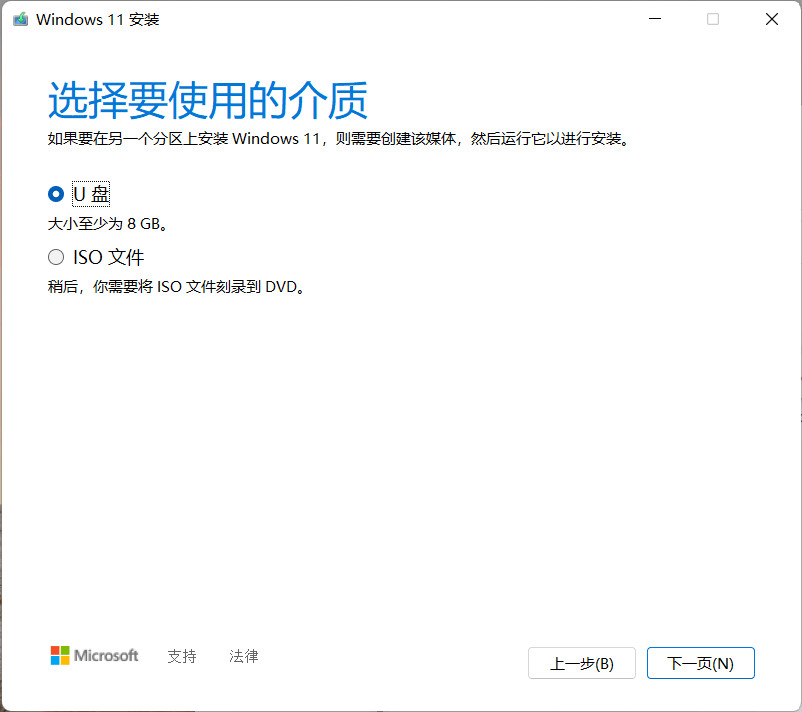 Windows 11 安装
选择要使用的介质
如果要在另一个分区上安装 Windows 11，则需要创建该媒体，然后运行它以进行安装。
U 盘
大小至少为 8 GB。
ISO 文件
稍后，你需要将 ISO 文件刻录到 DVD。
Microsoft 支持 法律 上一步(B) 下一页(N)